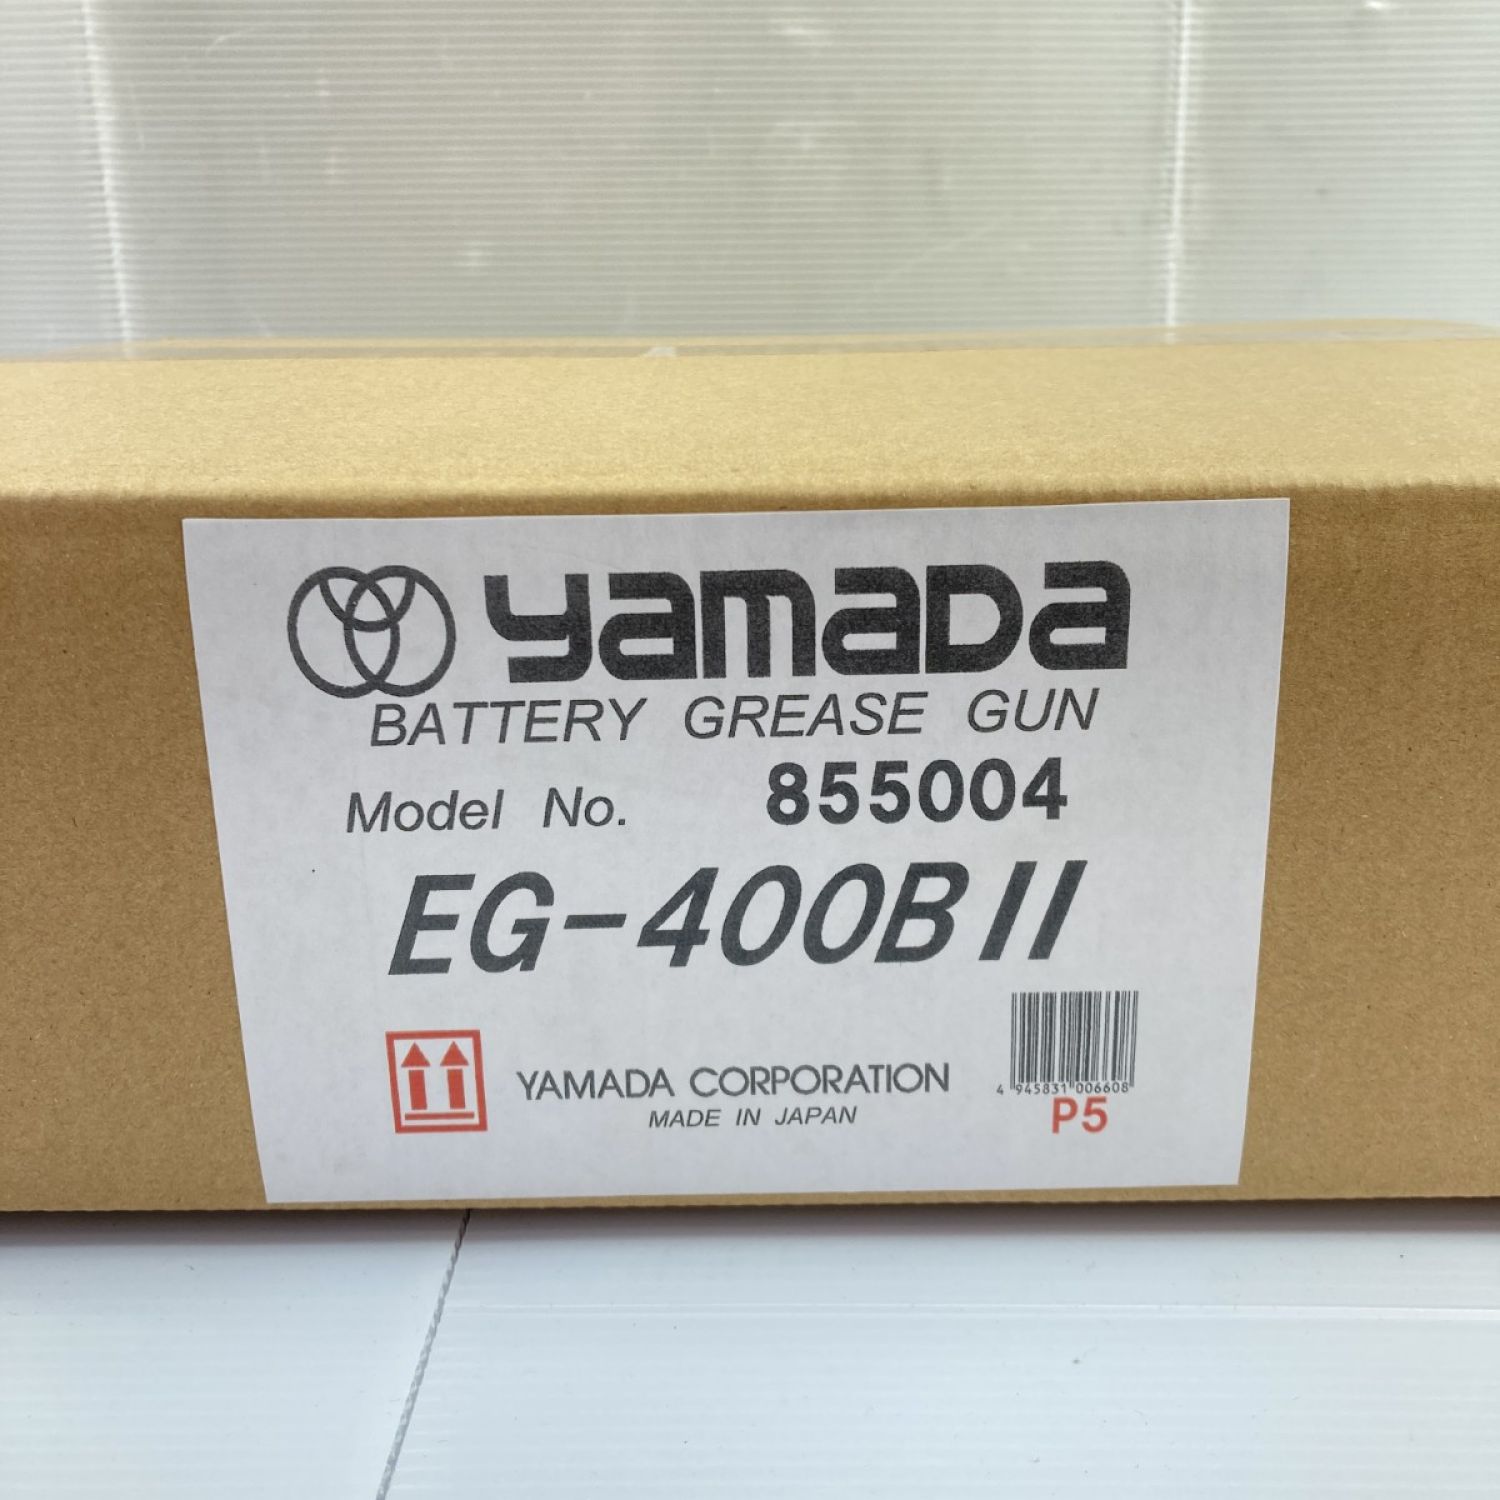 yamaDa
BATTERY GREASE GUN
Model No. 855004
EG-400BII
YAMADA CORPORATION
MADE IN JAPAN
4 945831 006608
P5